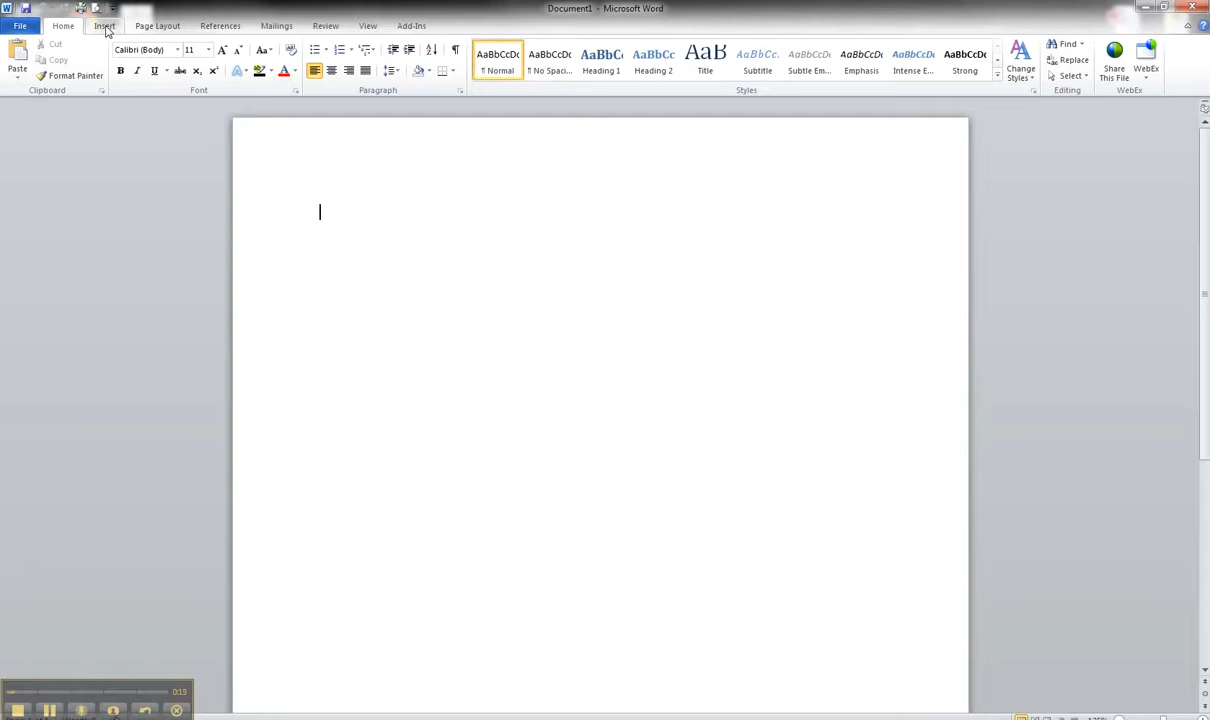 Document1 - Microsoft Word
File Home Insert Page Layout References Mailings Review View Add-Ins
Paste
Cut
Copy
Format Painter
Calibri (Body) 11
AaBbCcDc AaBbCcDc AaBbCc AaBbCc AaB AaBbCc. AaBbCcDc AaBbCcDc AaBbCcDc AaBbCcDc
¶ Normal ¶ No Spaci... Heading 1 Heading 2 Title Subtitle Subtle Em... Emphasis Intense E... Strong
Change Styles
Find
Replace
Select
Share This File
WebEx
Clipboard Font Paragraph Styles Editing WebEx
0:19